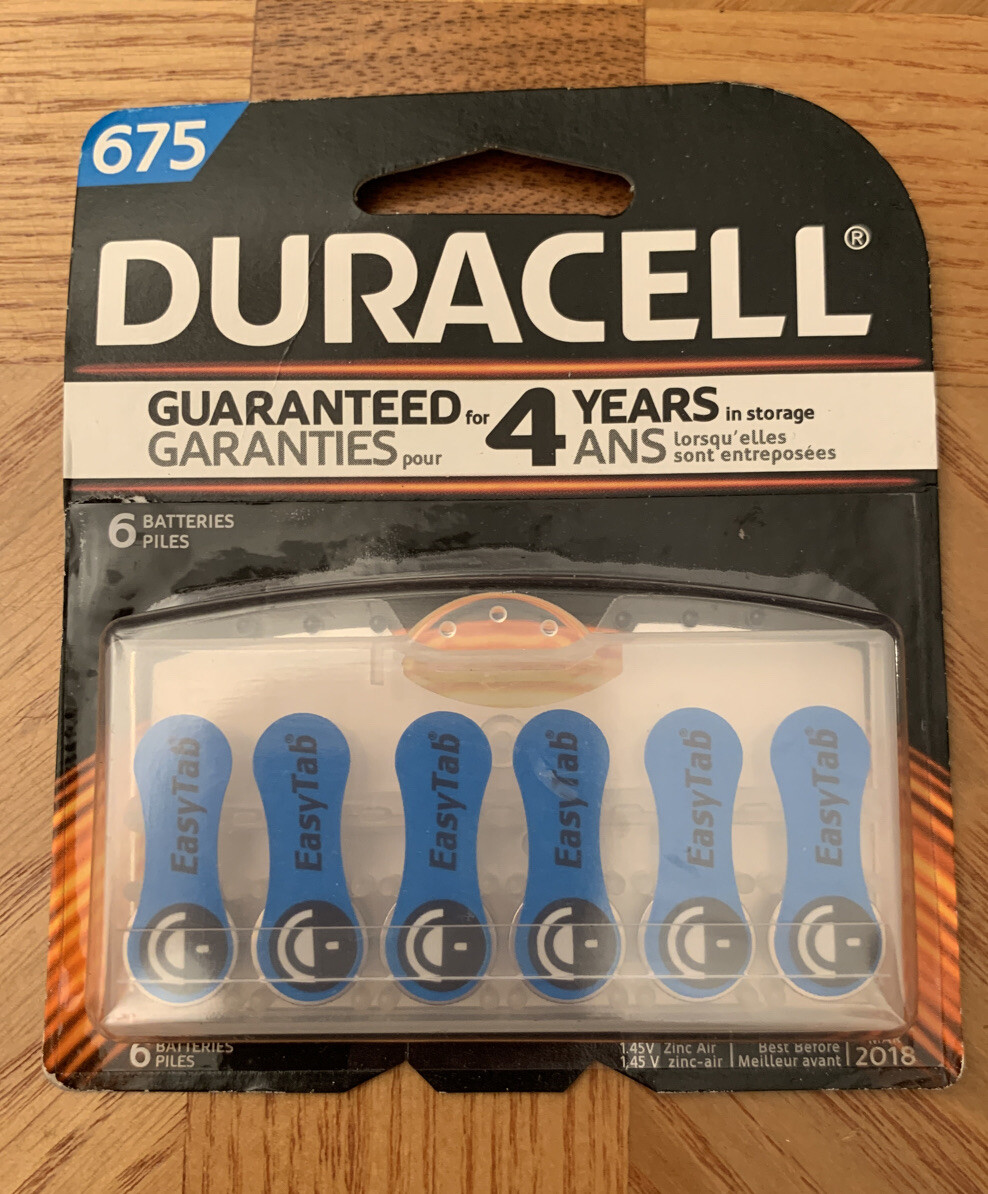 675
DURACELL®
GUARANTEED for 4 YEARS in storage
GARANTIES pour 4 ANS lorsqu'elles sont entreposées
6 BATTERIES
PILES
EasyTab®
EasyTab®
EasyTab®
EasyTab®
EasyTab®
EasyTab®
6 BATTERIES
PILES
1.45V Zinc Air | Best Before
1,45 V zinc-air | Meilleur avant
2018